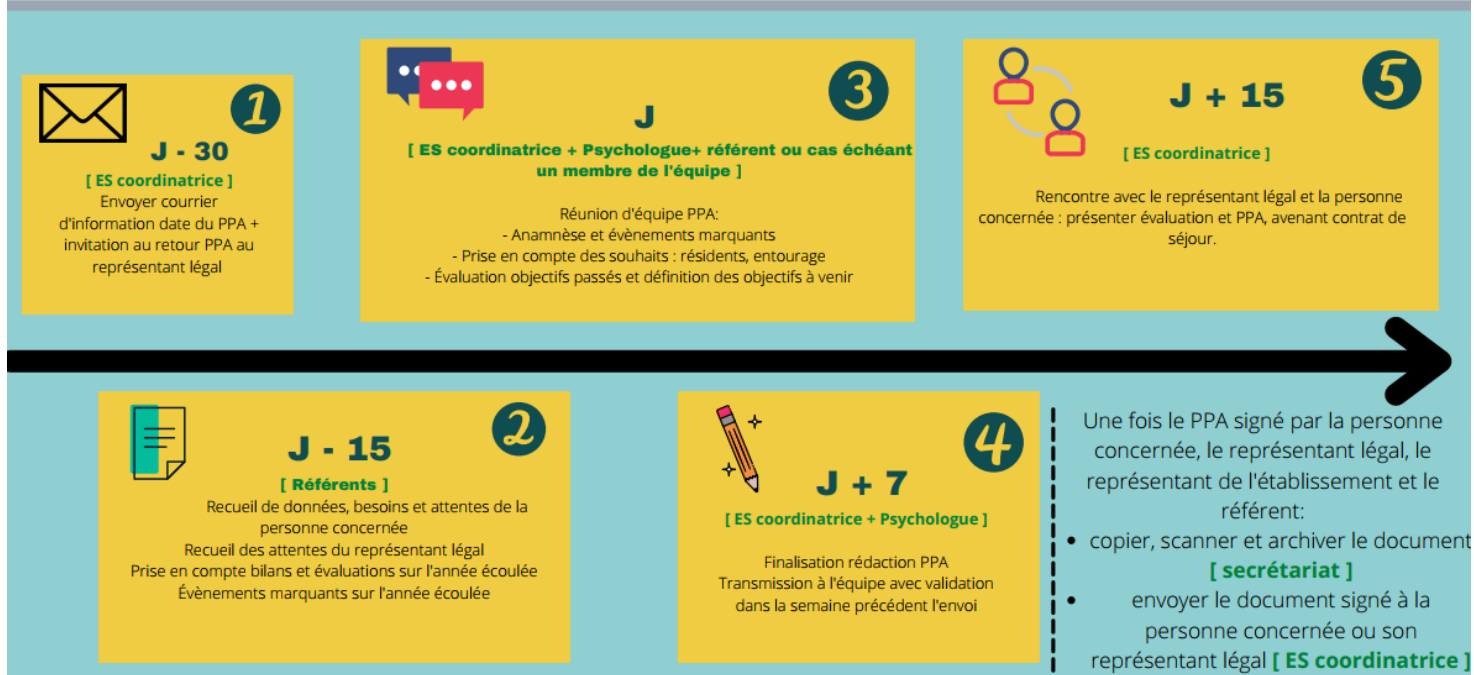 1
J - 30
[ ES coordinatrice ]
Envoyer courrier
d'information date du PPA +
invitation au retour PPA au
représentant légal
2
J - 15
[ Référents ]
Recueil de données, besoins et attentes de la
personne concernée
Recueil des attentes du représentant légal
Prise en compte bilans et évaluations sur l'année écoulée
Évènements marquants sur l'année écoulée
3
J
[ ES coordinatrice + Psychologue+ référent ou cas échéant
un membre de l'équipe ]
Réunion d'équipe PPA:
- Anamnèse et évènements marquants
- Prise en compte des souhaits : résidents, entourage
- Évaluation objectifs passés et définition des objectifs à venir
4
J + 7
[ ES coordinatrice + Psychologue ]
Finalisation rédaction PPA
Transmission à l'équipe avec validation
dans la semaine précédent l'envoi
5
J + 15
[ ES coordinatrice ]
Rencontre avec le représentant légal et la personne
concernée : présenter évaluation et PPA, avenant contrat de
séjour.
Une fois le PPA signé par la personne
concernée, le représentant légal, le
représentant de l'établissement et le
référent:
• copier, scanner et archiver le document
[ secrétariat ]
• envoyer le document signé à la
personne concernée ou son
représentant légal [ ES coordinatrice ]